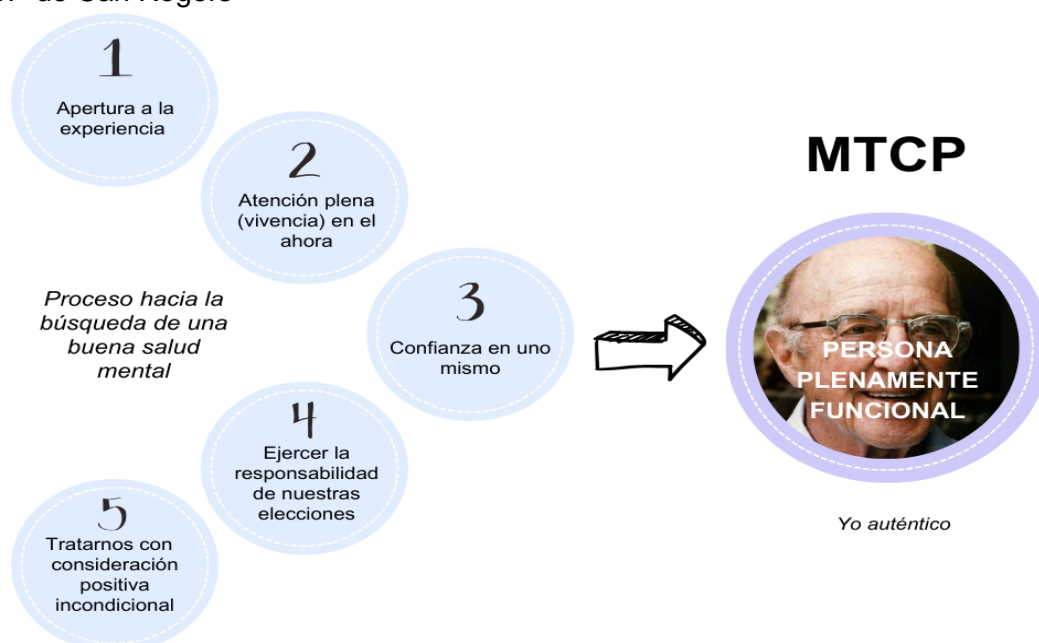 de Carl Rogers
1
Apertura a la
experiencia
2
Atención plena
(vivencia) en el
ahora
3
Confianza en uno
mismo
4
Ejercer la
responsabilidad
de nuestras
elecciones
5
Tratarnos con
consideración
positiva
incondicional
Proceso hacia la
búsqueda de una
buena salud
mental
MTCP
PERSONA
PLENAMENTE
FUNCIONAL
Yo auténtico